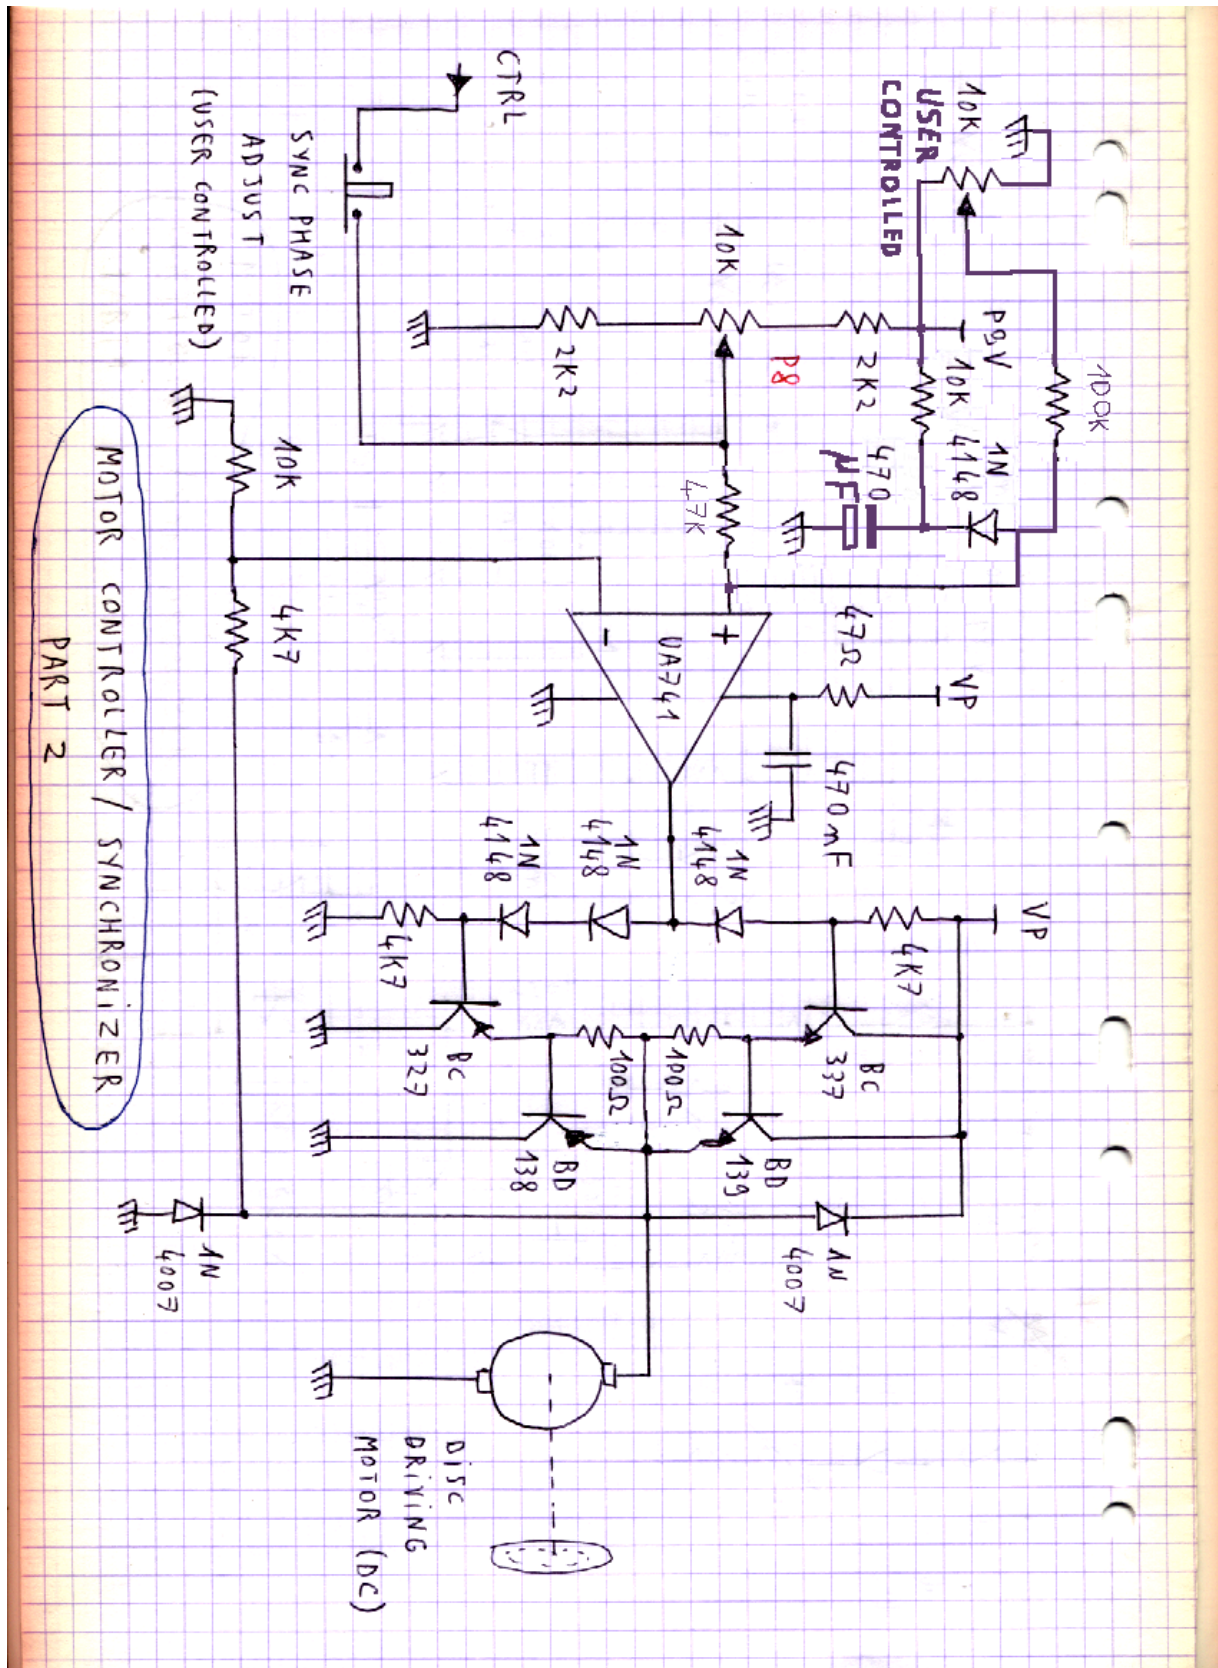 100K
VP
P9V
10K
10K
USER
CONTROLLED
1N
4148
470
µF
VP
47Ω
470mF
4K7
2K2
P8
10K
47K
+
-
UA741
1N
4148
1N
4148
1N
4148
BC
337
BD
139
1N
4007
100Ω
100Ω
2K2
4K7
BC
327
BD
138
CTRL
SYNC PHASE
ADJUST
(USER CONTROLLED)
10K
4K7
1N
4007
DISC
DRIVING
MOTOR (DC)
MOTOR CONTROLLER / SYNCHRONIZER
PART 2